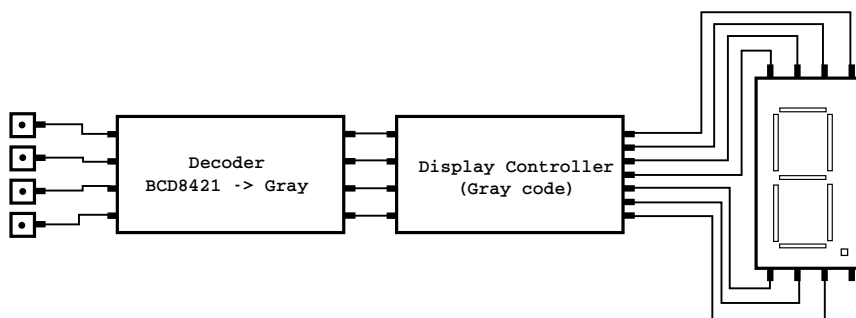 Decoder
BCD8421 -> Gray
Display Controller
(Gray code)